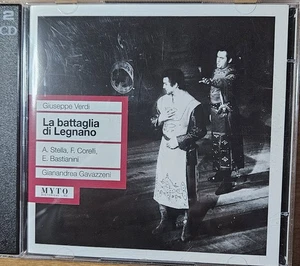 2
CD
Giuseppe Verdi
La battaglia
di Legnano
A. Stella, F. Corelli,
E. Bastianini
Gianandrea Gavazzeni
MYTO